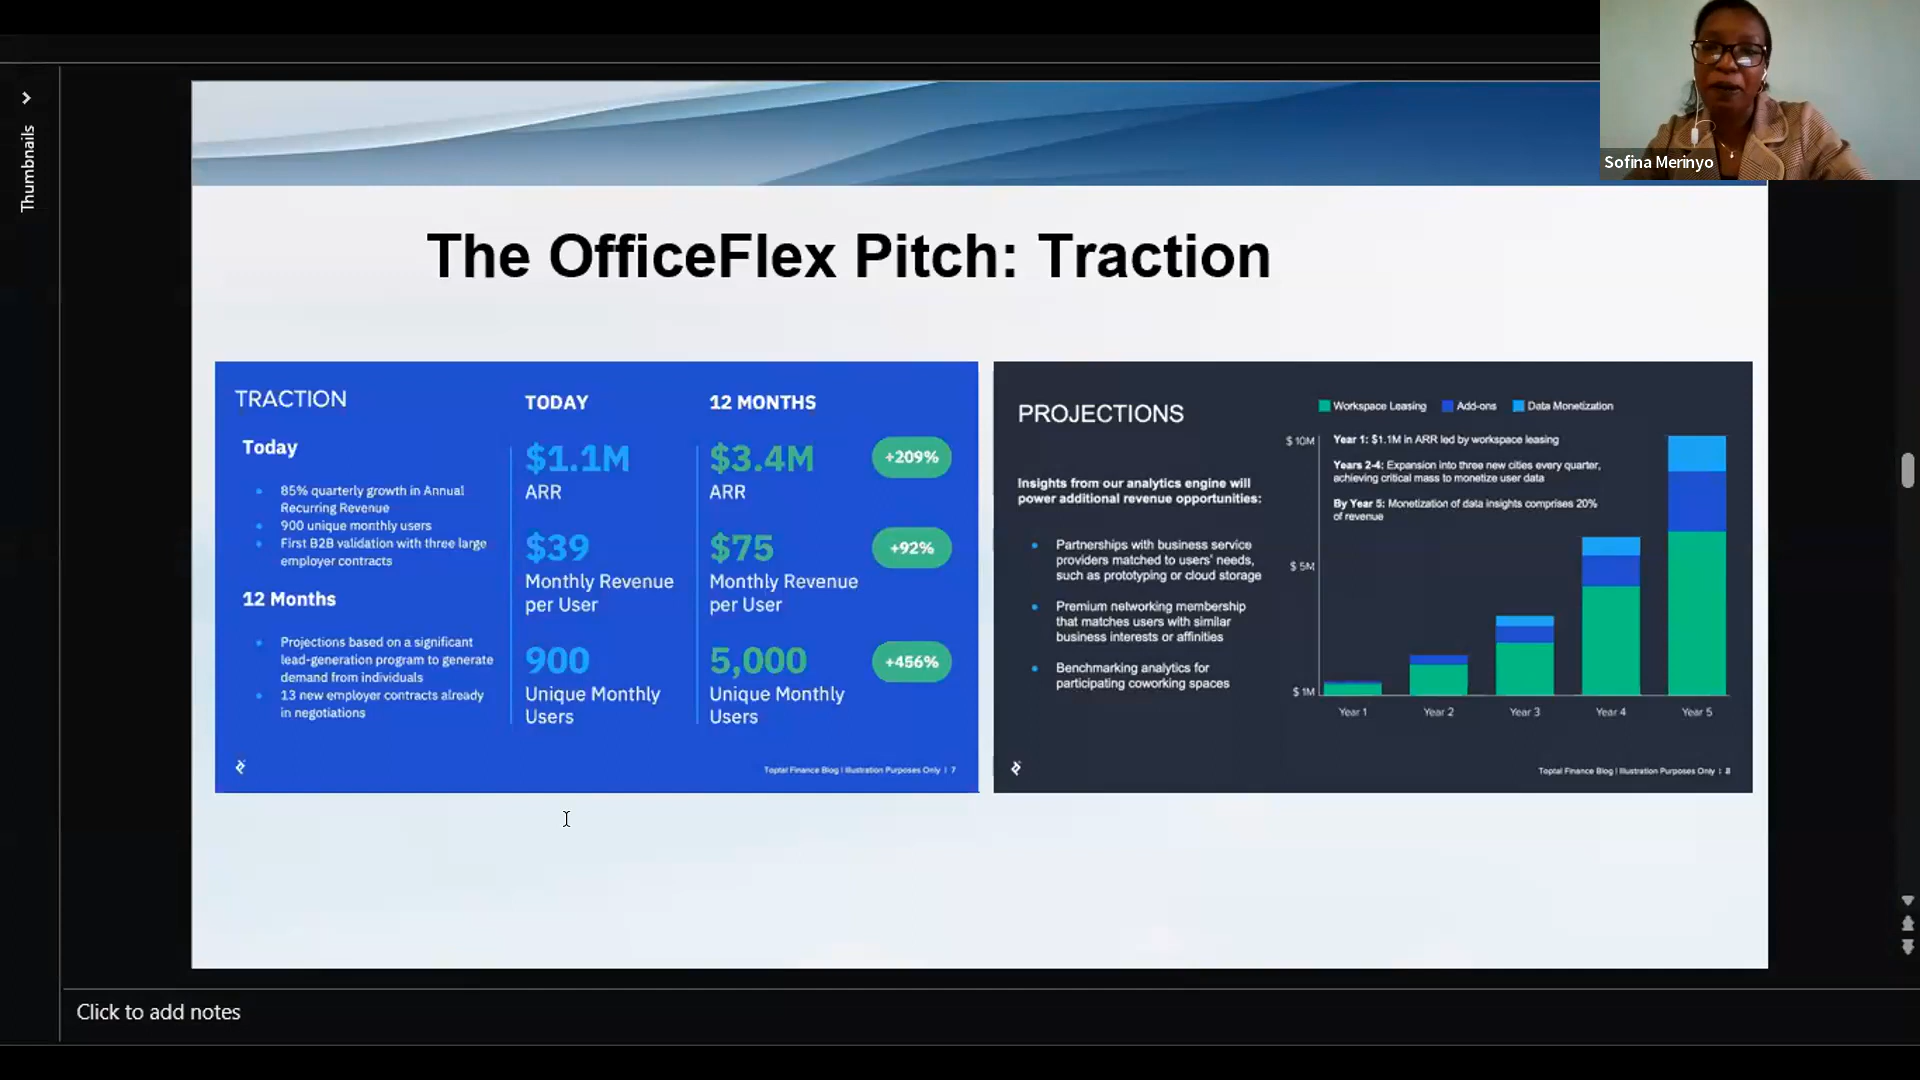 Sofina Merinyo
Thumbnails
The OfficeFlex Pitch: Traction
TRACTION
Today
85% quarterly growth in Annual
Recurring Revenue
900 unique monthly users
First B2B validation with three large
employer contracts
12 Months
Projections based on a significant
lead-generation program to generate
demand from individuals
13 new employer contracts already
in negotiations
TODAY
$1.1M
ARR
$39
Monthly Revenue
per User
900
Unique Monthly
Users
12 MONTHS
$3.4M
ARR
+209%
$75
Monthly Revenue
per User
+92%
5,000
Unique Monthly
Users
+456%
Toptal Finance Blog | Illustration Purposes Only | 7
PROJECTIONS
Insights from our analytics engine will
power additional revenue opportunities:
Partnerships with business service
providers matched to users' needs,
such as prototyping or cloud storage
Premium networking membership
that matches users with similar
business interests or affinities
Benchmarking analytics for
participating coworking spaces
Workspace Leasing Add-ons Data Monetization
$ 10M
$ 5M
$ 1M
Year 1: $1.1M in ARR led by workspace leasing
Years 2-4: Expansion into three new cities every quarter,
achieving critical mass to monetize user data
By Year 5: Monetization of data insights comprises 20%
of revenue
Year 1 Year 2 Year 3 Year 4 Year 5
Toptal Finance Blog | Illustration Purposes Only | 8
Click to add notes